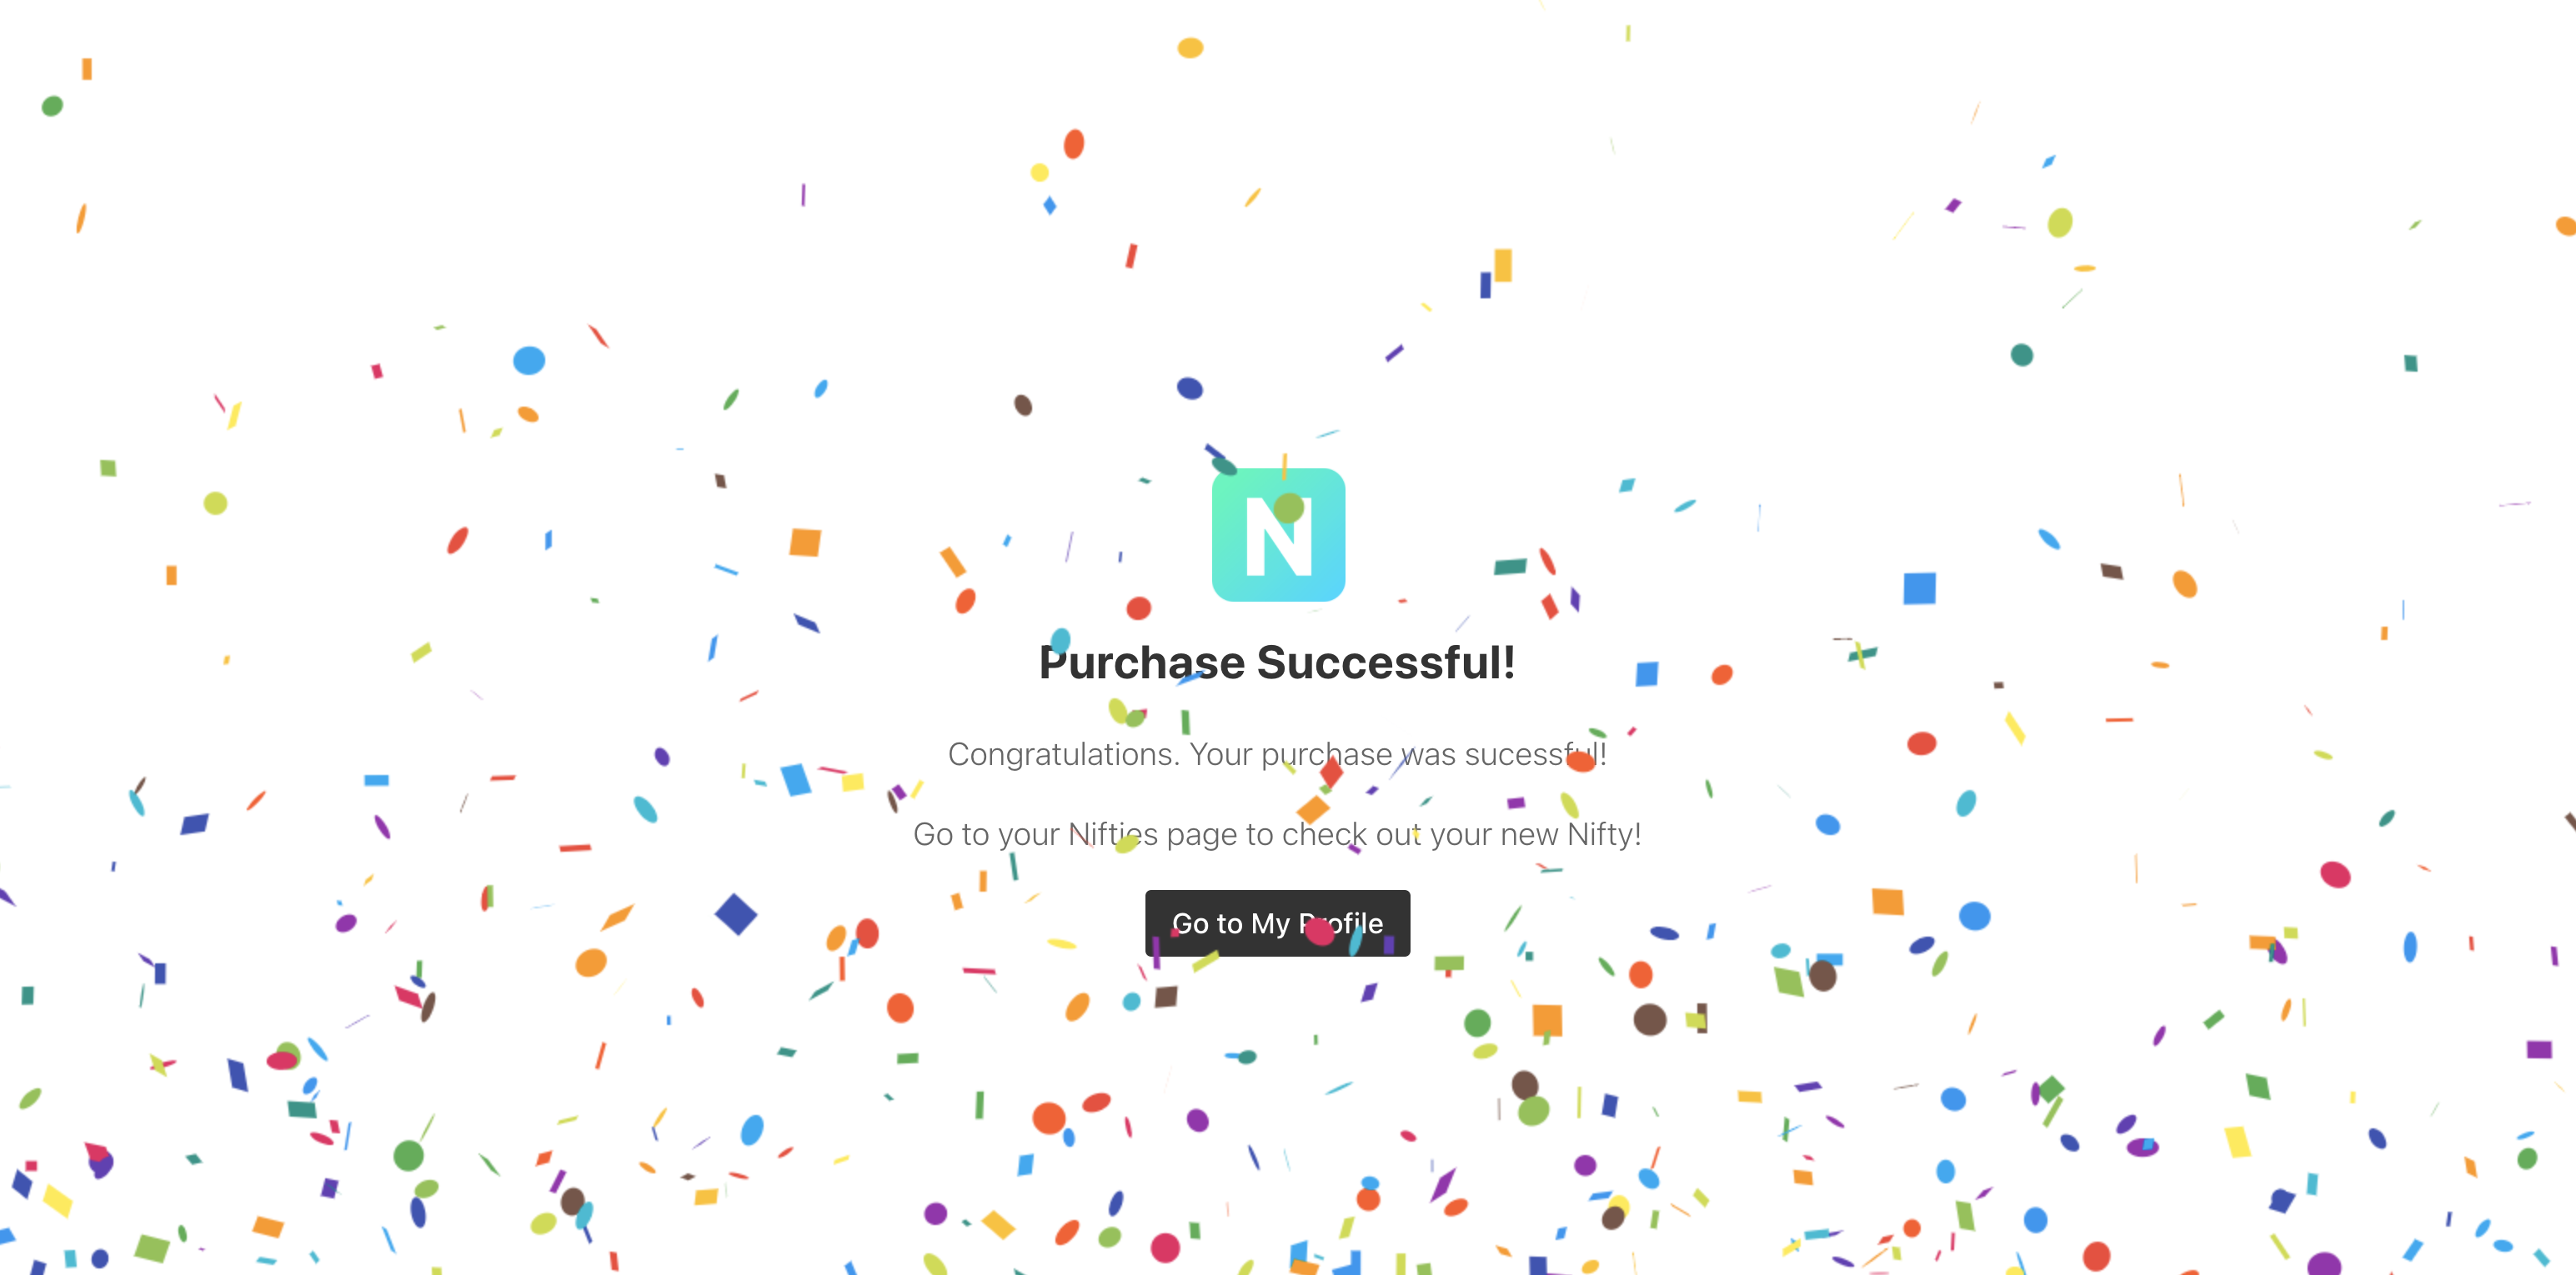 N
Purchase Successful!
Congratulations. Your purchase was sucessful!
Go to your Nifties page to check out your new Nifty!
Go to My Profile